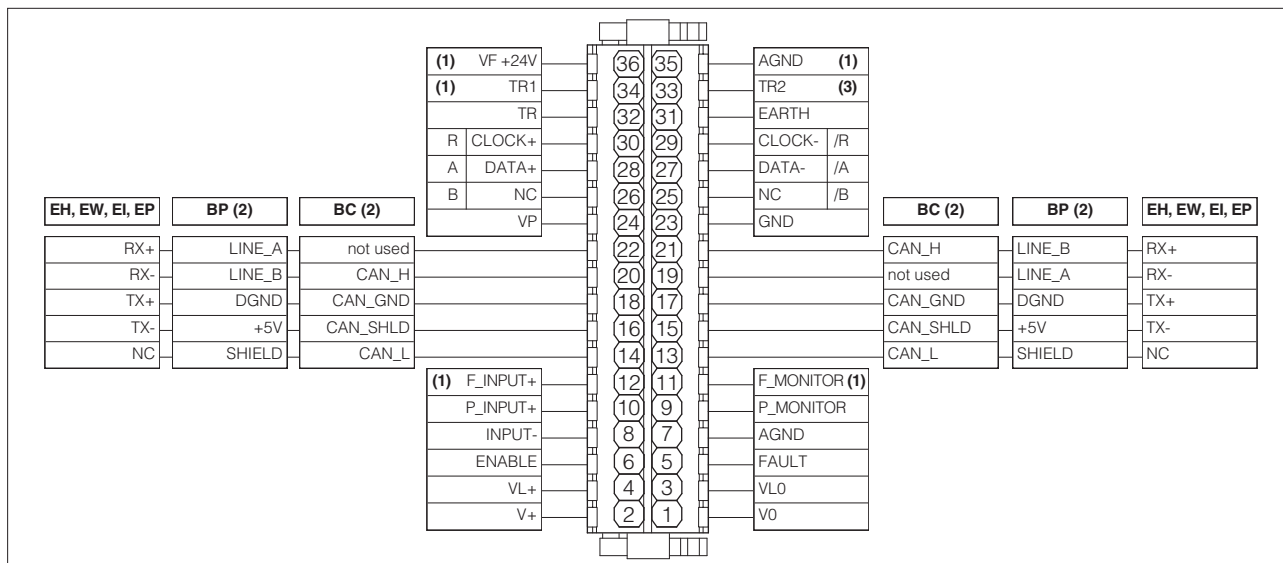 (1) VF +24V 36 35 AGND (1)
(1) TR1 34 33 TR2 (3)
TR 32 31 EARTH
R CLOCK+ 30 29 CLOCK- /R
A DATA+ 28 27 DATA- /A
B NC 26 25 NC /B
VP 24 23 GND
EH, EW, EI, EP BP (2) BC (2) BC (2) BP (2) EH, EW, EI, EP
RX+ LINE_A not used 22 21 CAN_H LINE_B RX+
RX- LINE_B CAN_H 20 19 not used LINE_A RX-
TX+ DGND CAN_GND 18 17 CAN_GND DGND TX+
TX- +5V CAN_SHLD 16 15 CAN_SHLD +5V TX-
NC SHIELD CAN_L 14 13 CAN_L SHIELD NC
(1) F_INPUT+ 12 11 F_MONITOR (1)
P_INPUT+ 10 9 P_MONITOR
INPUT- 8 7 AGND
ENABLE 6 5 FAULT
VL+ 4 3 VL0
V+ 2 1 V0